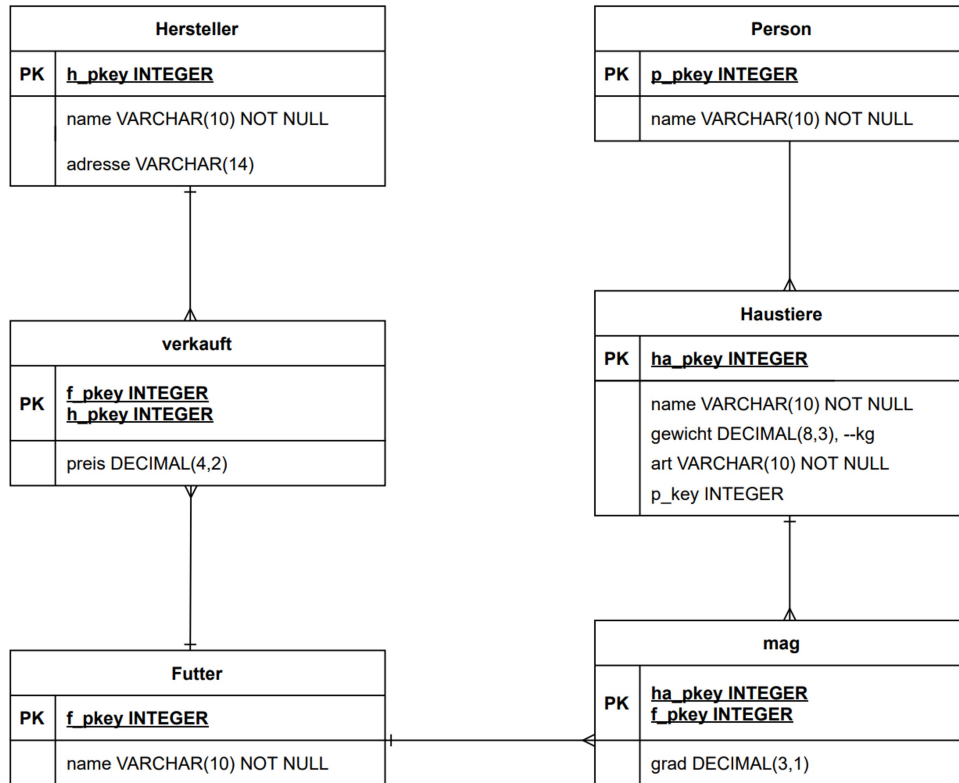 Hersteller
PK h_pkey INTEGER
name VARCHAR(10) NOT NULL
adresse VARCHAR(14)
Person
PK p_pkey INTEGER
name VARCHAR(10) NOT NULL
verkauft
PK f_pkey INTEGER
h_pkey INTEGER
preis DECIMAL(4,2)
Haustiere
PK ha_pkey INTEGER
name VARCHAR(10) NOT NULL
gewicht DECIMAL(8,3), --kg
art VARCHAR(10) NOT NULL
p_key INTEGER
Futter
PK f_pkey INTEGER
name VARCHAR(10) NOT NULL
mag
PK ha_pkey INTEGER
f_pkey INTEGER
grad DECIMAL(3,1)